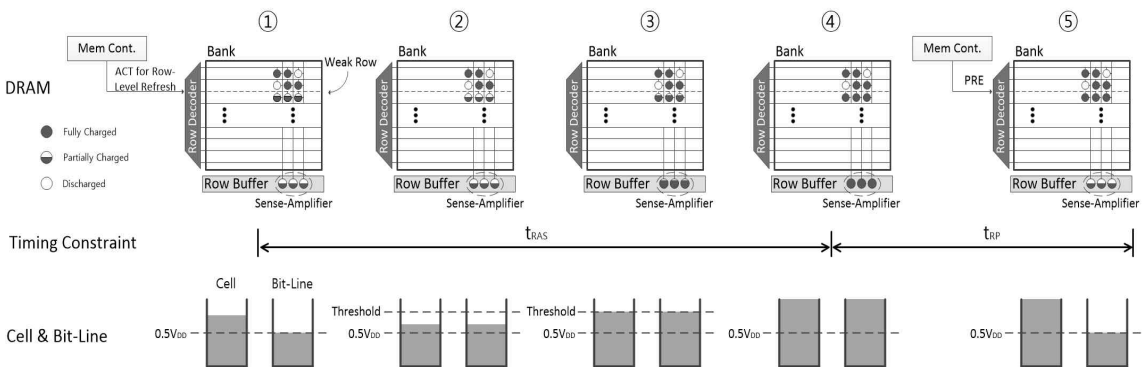 ① ② ③ ④ ⑤
Mem Cont.
ACT for Row-
Level Refresh
Bank
Weak Row
Bank
Bank
Bank
Mem Cont.
PRE
Bank
DRAM
Row Decoder
Row Decoder
Row Decoder
Row Decoder
Row Decoder
Fully Charged
Partially Charged
Discharged
Row Buffer
Row Buffer
Row Buffer
Row Buffer
Row Buffer
Sense-Amplifier
Sense-Amplifier
Sense-Amplifier
Sense-Amplifier
Sense-Amplifier
Timing Constraint
tRAS
tRP
Cell Bit-Line
Threshold
Threshold
Cell & Bit-Line
0.5VDD
0.5VDD
0.5VDD
0.5VDD
0.5VDD